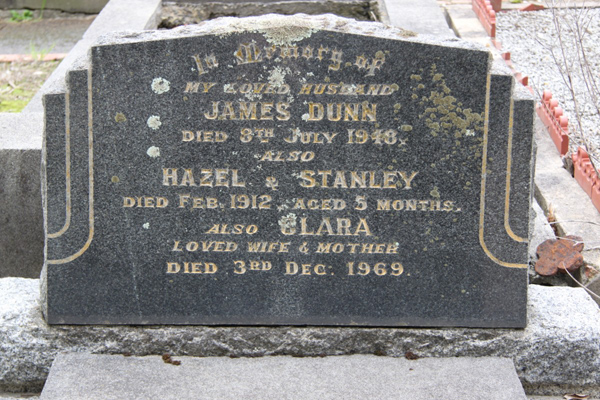 In Memory of
MY LOVED HUSBAND
JAMES DUNN
DIED 8TH JULY 1948.
ALSO
HAZEL & STANLEY
DIED FEB. 1912 AGED 5 MONTHS.
ALSO CLARA
LOVED WIFE & MOTHER
DIED 3RD DEC. 1969.